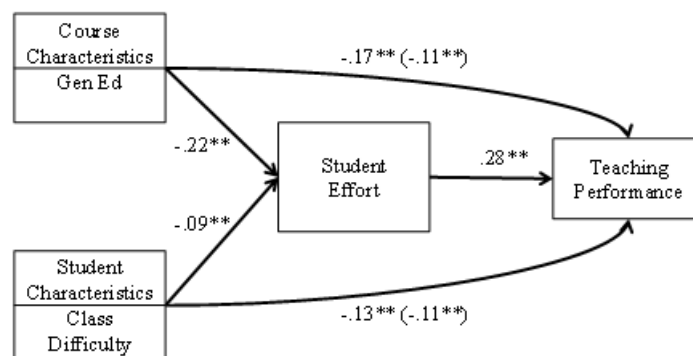 Course
Characteristics
Gen Ed
-.17** (-.11**)
-.22**
Student
Effort
.28**
Teaching
Performance
-.09**
Student
Characteristics
Class
Difficulty
-.13** (-.11**)